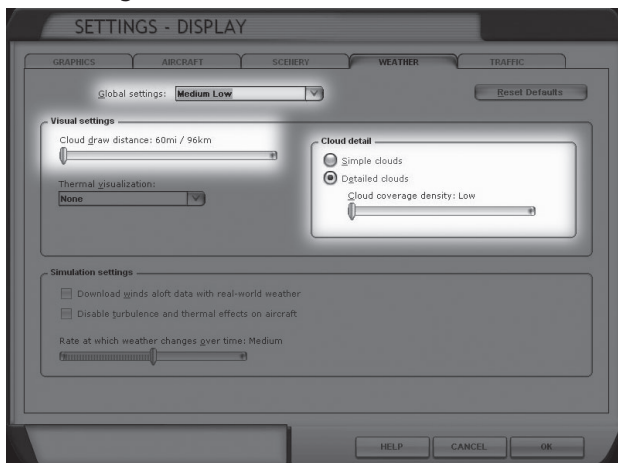 SETTINGS - DISPLAY
GRAPHICS AIRCRAFT SCENERY WEATHER TRAFFIC
Global settings: Medium Low
Reset Defaults
Visual settings
Cloud draw distance: 60mi / 96km
Thermal visualization:
None
Cloud detail
Simple clouds
Detailed clouds
Cloud coverage density: Low
Simulation settings
Download winds aloft data with real-world weather
Disable turbulence and thermal effects on aircraft
Rate at which weather changes over time: Medium
HELP CANCEL OK